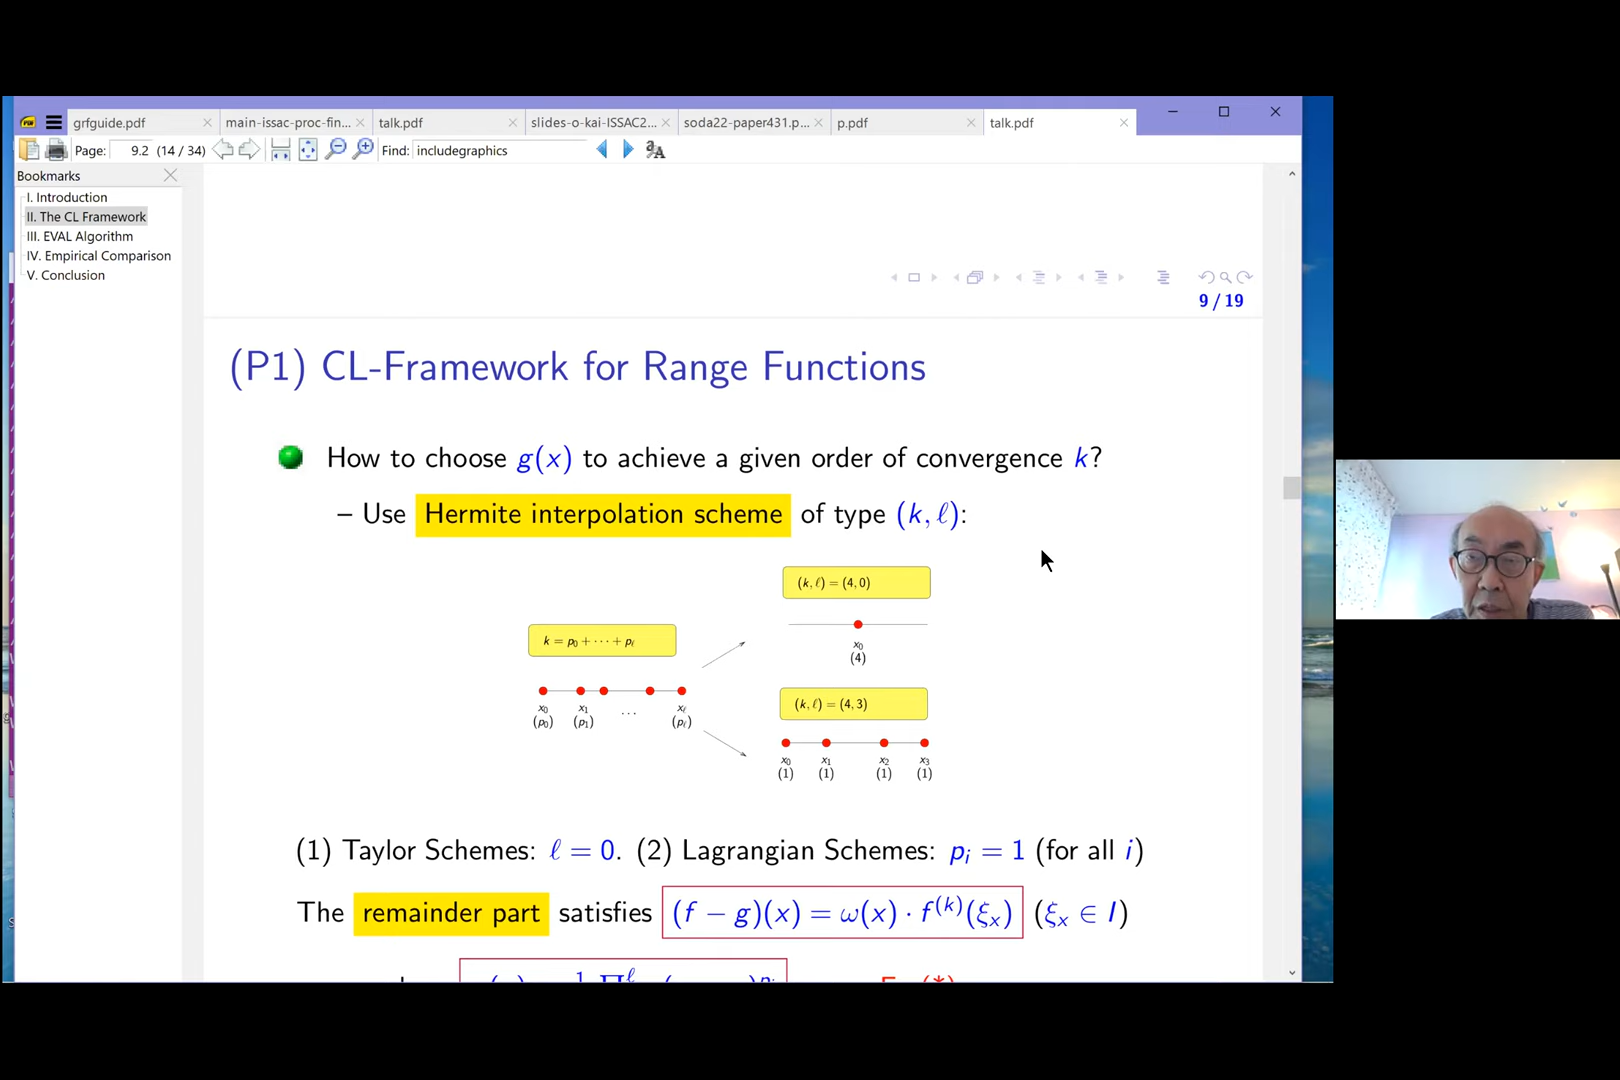 grfguide.pdf
main-issac-proc-fin...
talk.pdf
slides-o-kai-ISSAC2...
soda22-paper431.p...
p.pdf
talk.pdf
Page: 9.2 (14 / 34) Find: includegraphics
Bookmarks
I. Introduction
II. The CL Framework
III. EVAL Algorithm
IV. Empirical Comparison
V. Conclusion
9 / 19
(P1) CL-Framework for Range Functions
How to choose g(x) to achieve a given order of convergence k?
– Use Hermite interpolation scheme of type (k, ℓ):
(k, ℓ) = (4, 0)
x₀
(4)
k = p₀ + ··· + pℓ
x₀ x₁ ... xℓ
(p₀) (p₁) (pℓ)
(k, ℓ) = (4, 3)
x₀ x₁ x₂ x₃
(1) (1) (1) (1)
(1) Taylor Schemes: ℓ = 0. (2) Lagrangian Schemes: pᵢ = 1 (for all i)
The remainder part satisfies (f − g)(x) = ω(x) · f⁽ᵏ⁾(ξₓ) (ξₓ ∈ I)